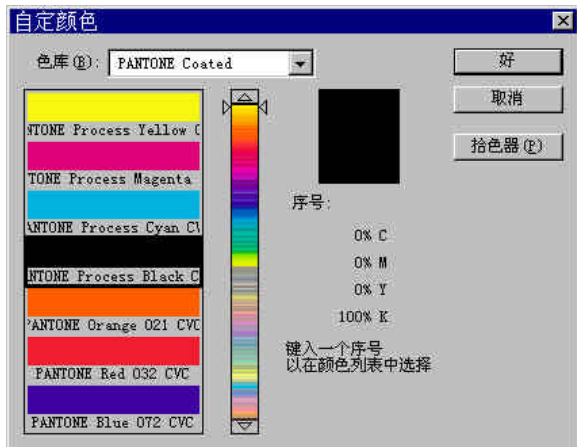 自定颜色
色库(B): PANTONE Coated
好
取消
拾色器(P)
NTONE Process Yellow C
TONE Process Magenta
ANTONE Process Cyan CV
NTONE Process Black C
PANTONE Orange 021 CVC
PANTONE Red 032 CVC
PANTONE Blue 072 CVC
序号:
0% C
0% M
0% Y
100% K
键入一个序号
以在颜色列表中选择